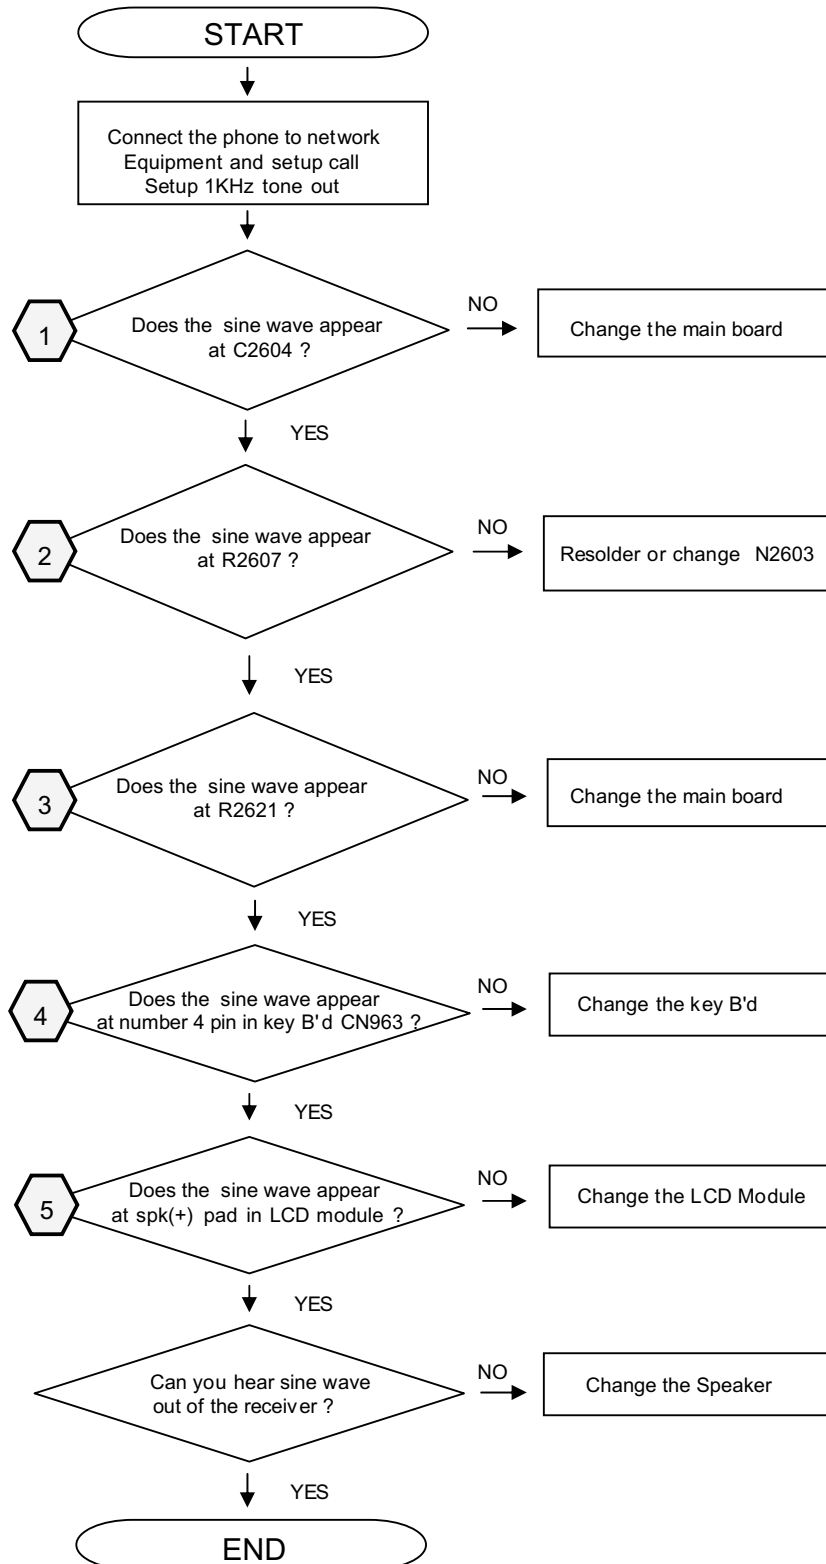 START
Connect the phone to network
Equipment and setup call
Setup 1KHz tone out
1
Does the sine wave appear
at C2604 ?
NO
Change the main board
YES
2
Does the sine wave appear
at R2607 ?
NO
Resolder or change N2603
YES
3
Does the sine wave appear
at R2621 ?
NO
Change the main board
YES
4
Does the sine wave appear
at number 4 pin in key B'd CN963 ?
NO
Change the key B'd
YES
5
Does the sine wave appear
at spk(+) pad in LCD module ?
NO
Change the LCD Module
YES
Can you hear sine wave
out of the receiver ?
NO
Change the Speaker
YES
END